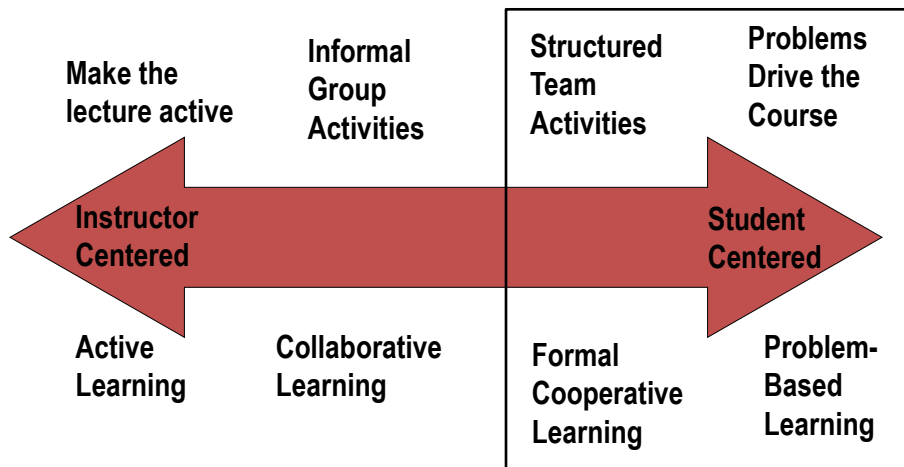 Make the
lecture active
Informal
Group
Activities
Structured
Team
Activities
Problems
Drive the
Course
Instructor
Centered
Student
Centered
Active
Learning
Collaborative
Learning
Formal
Cooperative
Learning
Problem-
Based
Learning